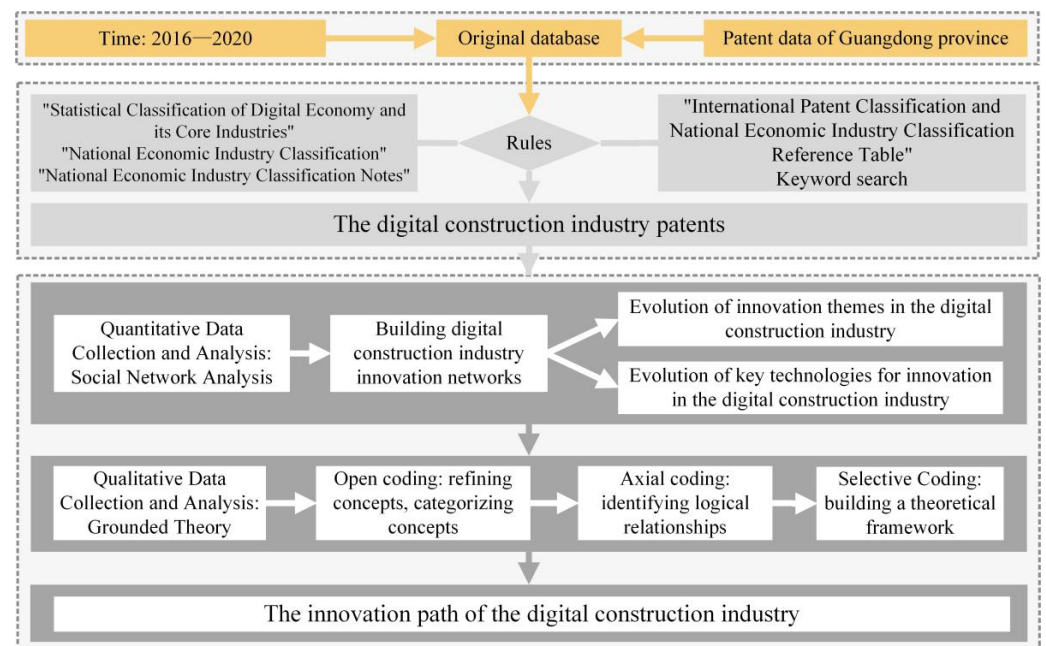 Time: 2016—2020
Original database
Patent data of Guangdong province
"Statistical Classification of Digital Economy and
its Core Industries"
"National Economic Industry Classification"
"National Economic Industry Classification Notes"
Rules
"International Patent Classification and
National Economic Industry Classification
Reference Table"
Keyword search
The digital construction industry patents
Quantitative Data
Collection and Analysis:
Social Network Analysis
Building digital
construction industry
innovation networks
Evolution of innovation themes in the digital
construction industry
Evolution of key technologies for innovation
in the digital construction industry
Qualitative Data
Collection and Analysis:
Grounded Theory
Open coding: refining
concepts, categorizing
concepts
Axial coding:
identifying logical
relationships
Selective Coding:
building a theoretical
framework
The innovation path of the digital construction industry